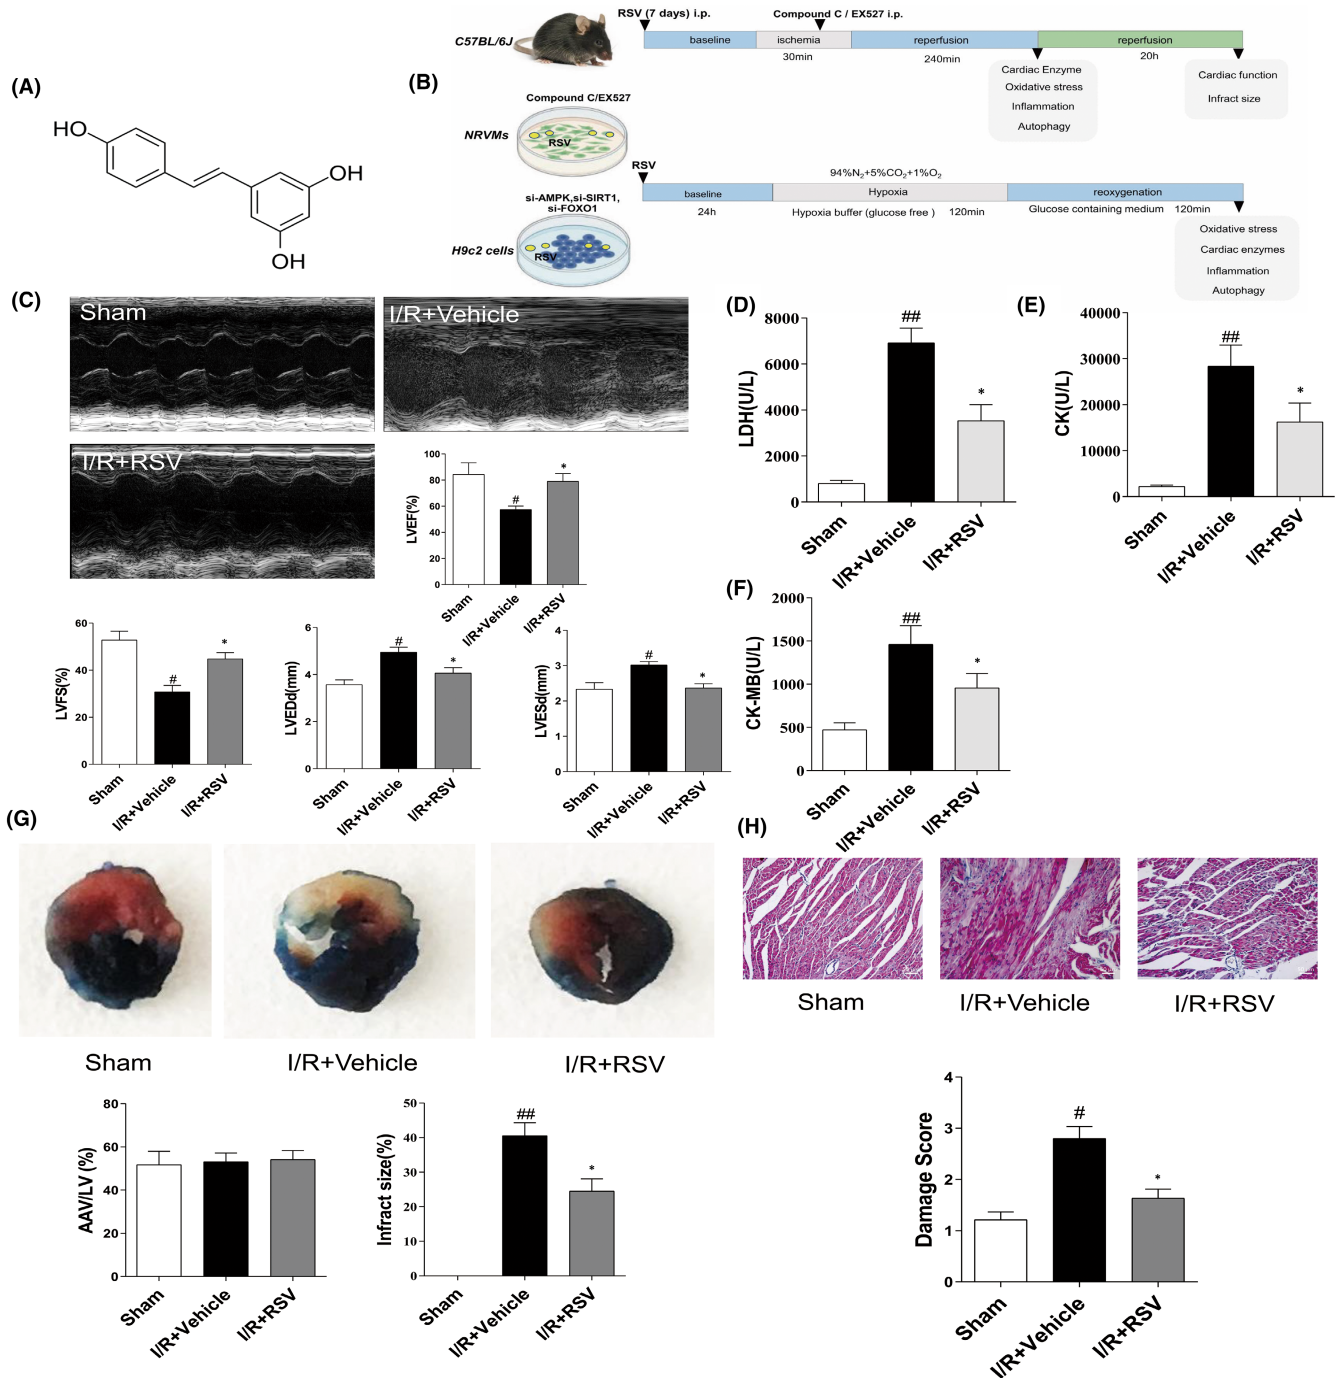 (A)
HO
OH
OH
(B)
C57BL/6J
RSV (7 days) i.p.
Compound C / EX527 i.p.
baseline
ischemia
reperfusion
reperfusion
30min
240min
20h
Cardiac Enzyme
Oxidative stress
Inflammation
Autophagy
Cardiac function
Infract size
Compound C/EX527
NRVMs
RSV
si-AMPK,si-SIRT1,
si-FOXO1
H9c2 cells
RSV
RSV
94%N2+5%CO2+1%O2
baseline
Hypoxia
reoxygenation
24h
Hypoxia buffer (glucose free )
120min
Glucose containing medium
120min
Oxidative stress
Cardiac enzymes
Inflammation
Autophagy
(C)
Sham
I/R+Vehicle
I/R+RSV
LVEF(%)
100
80
60
40
20
0
#
*
Sham
I/R+Vehicle
I/R+RSV
LVFS(%)
60
40
20
0
#
*
Sham
I/R+Vehicle
I/R+RSV
LVEDd(mm)
6
4
2
0
#
*
Sham
I/R+Vehicle
I/R+RSV
LVESd(mm)
4
3
2
1
0
#
*
Sham
I/R+Vehicle
I/R+RSV
(D)
LDH(U/L)
8000
6000
4000
2000
0
##
*
Sham
I/R+Vehicle
I/R+RSV
(E)
CK(U/L)
40000
30000
20000
10000
0
##
*
Sham
I/R+Vehicle
I/R+RSV
(F)
CK-MB(U/L)
2000
1500
1000
500
0
##
*
Sham
I/R+Vehicle
I/R+RSV
(G)
Sham
I/R+Vehicle
I/R+RSV
AAV/LV (%)
80
60
40
20
0
Sham
I/R+Vehicle
I/R+RSV
Infract size(%)
50
40
30
20
10
0
##
*
Sham
I/R+Vehicle
I/R+RSV
(H)
Sham
I/R+Vehicle
I/R+RSV
Damage Score
4
3
2
1
0
#
*
Sham
I/R+Vehicle
I/R+RSV